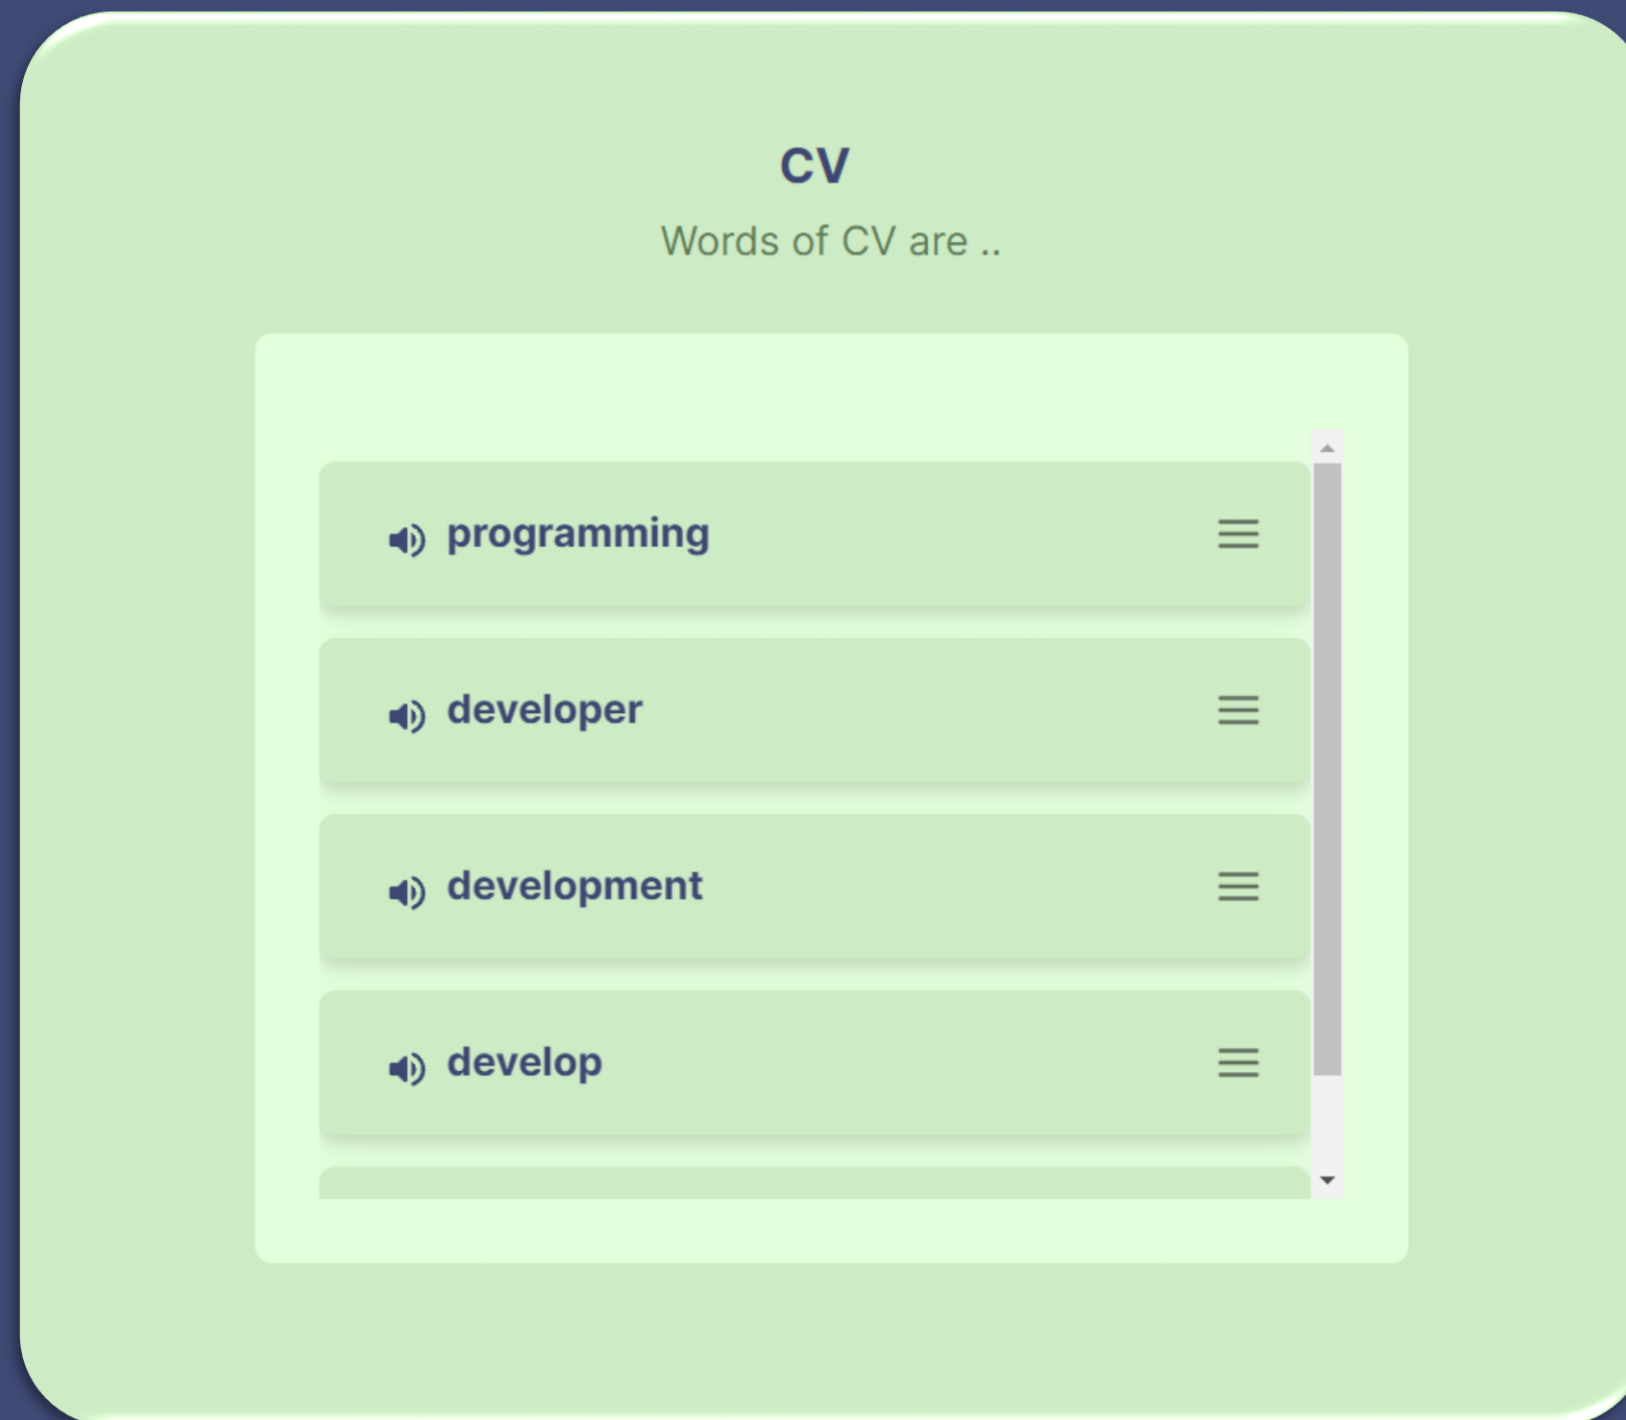 CV
Words of CV are ..
programming
developer
development
develop